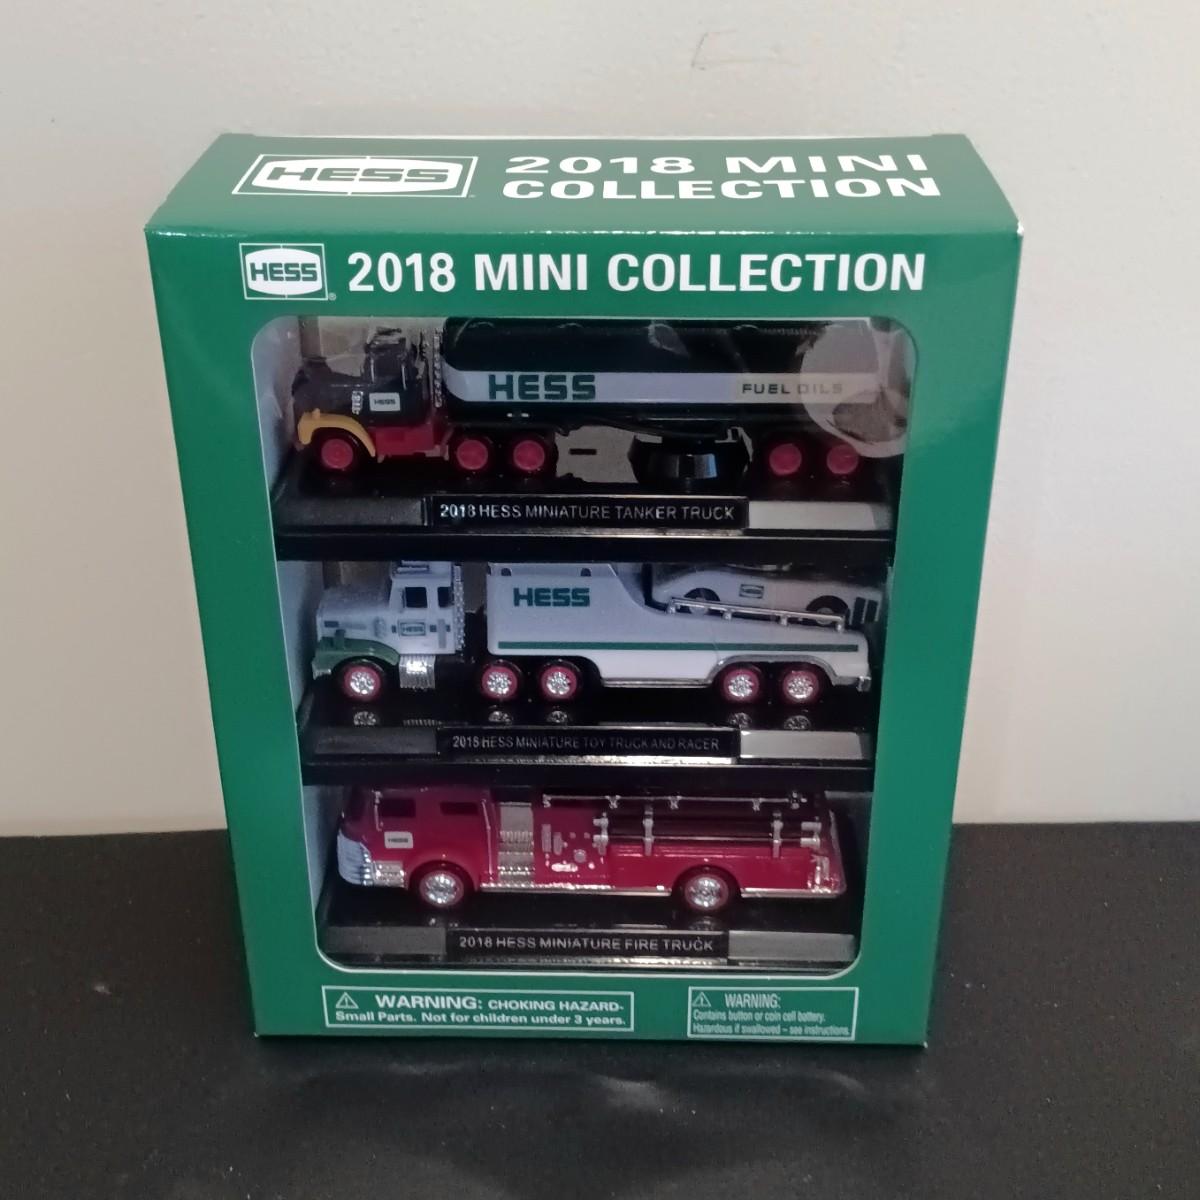 HESS
2018 MINI
COLLECTION
HESS® 2018 MINI COLLECTION
HESS
HESS
FUEL OILS
2018 HESS MINIATURE TANKER TRUCK
HESS
HESS
HESS
2018 HESS MINIATURE TOY TRUCK AND RACER
HESS
2018 HESS MINIATURE FIRE TRUCK
WARNING: CHOKING HAZARD-
Small Parts. Not for children under 3 years.
WARNING:
Contains button or coin cell battery.
Hazardous if swallowed – see instructions.